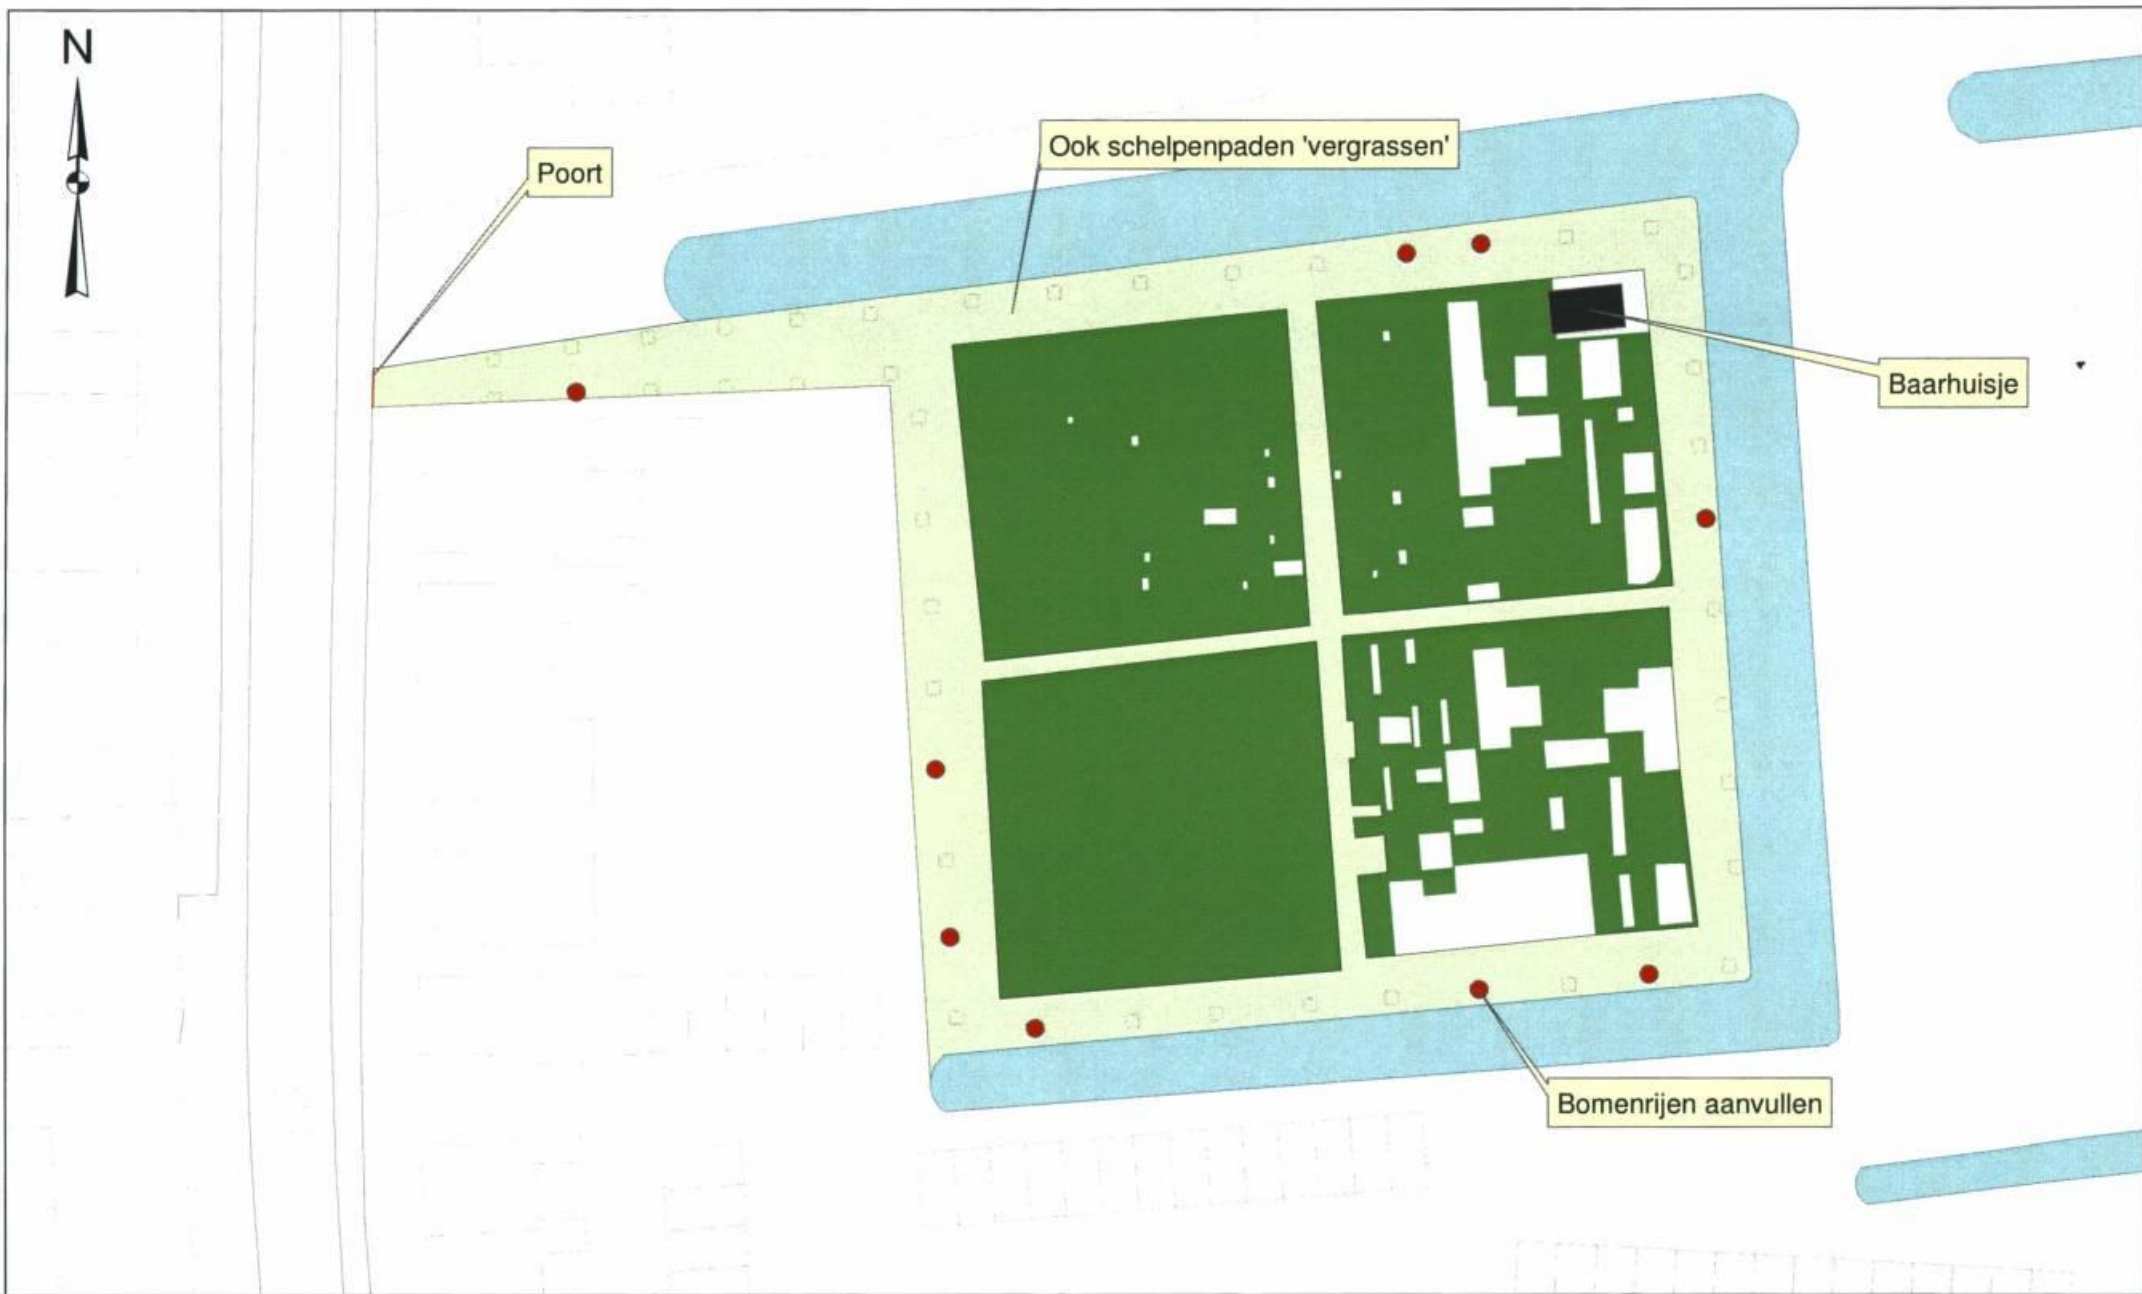 N
Poort
Ook schelpenpaden 'vergrassen'
Baarhuisje
Bomenrijen aanvullen